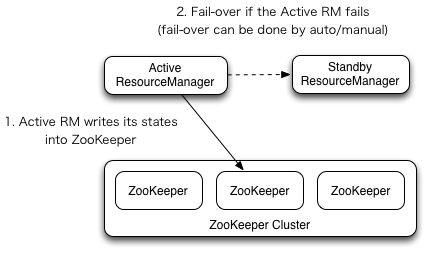 2. Fail-over if the Active RM fails
(fail-over can be done by auto/manual)
Active
ResourceManager
Standby
ResourceManager
1. Active RM writes its states
into ZooKeeper
ZooKeeper
ZooKeeper
ZooKeeper
ZooKeeper Cluster